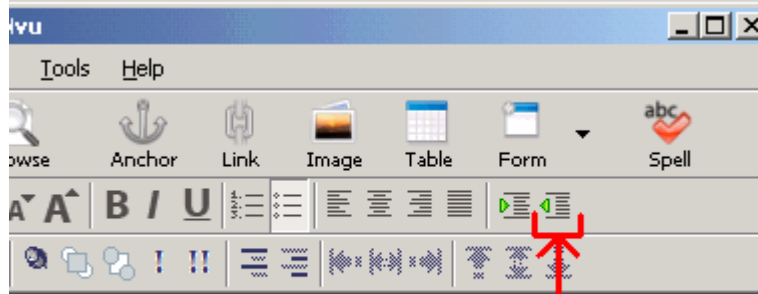 Nvu
Tools Help
owse Anchor Link Image Table Form Spell
abc
A A B I U